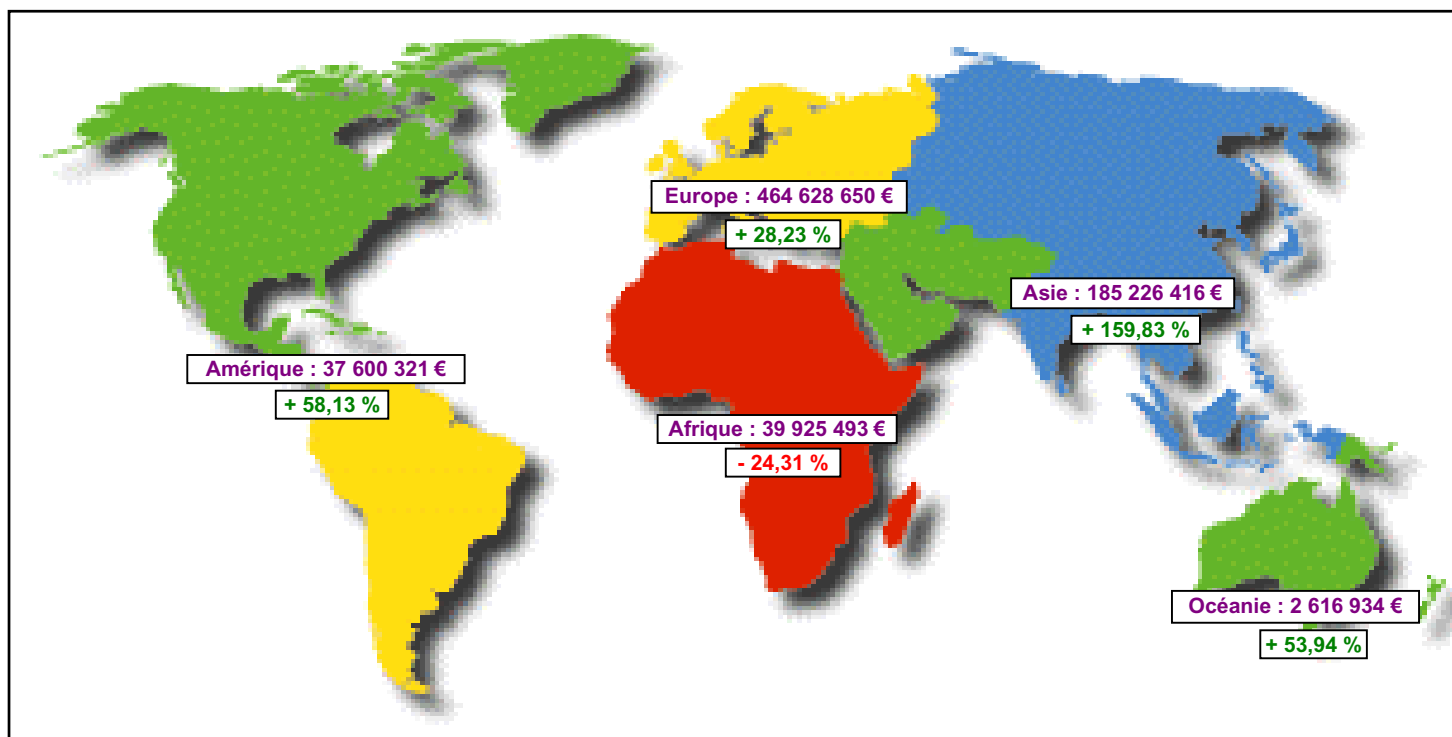 Europe : 464 628 650 €
+ 28,23 %
Asie : 185 226 416 €
+ 159,83 %
Amérique : 37 600 321 €
+ 58,13 %
Afrique : 39 925 493 €
- 24,31 %
Océanie : 2 616 934 €
+ 53,94 %